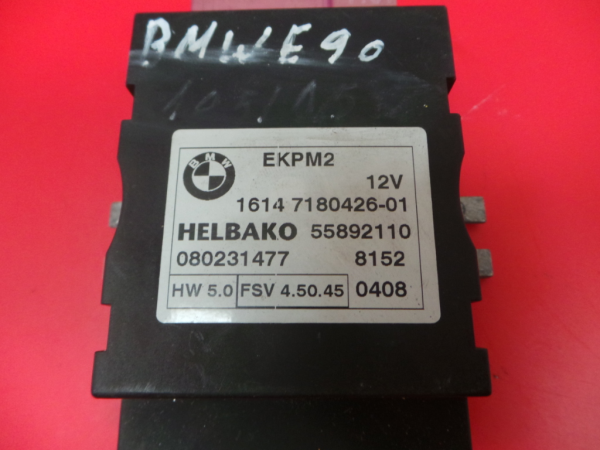 BMW E90
BMW
EKPM2
12V
1614 7180426-01
HELBAKO 55892110
080231477 8152
HW 5.0 FSV 4.50.45 0408